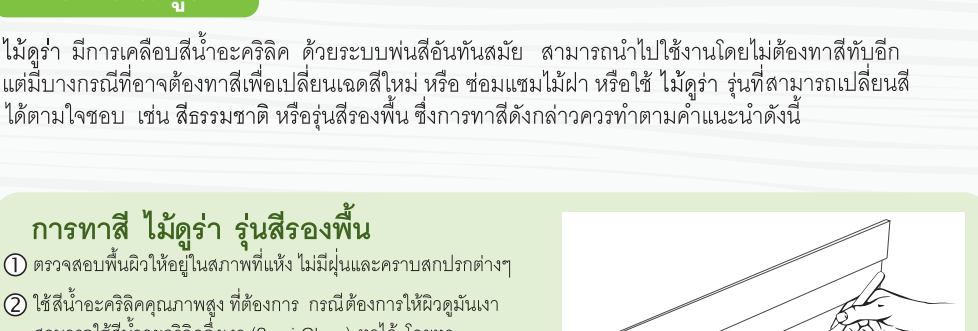 ไม้ดูร่า มีการเคลือบสีน้ำอะคริลิค ด้วยระบบพ่นสีอันทันสมัย สามารถนำไปใช้งานโดยไม่ต้องทาสีทับอีก
แต่มีบางกรณีที่อาจต้องทาสีเพื่อเปลี่ยนเฉดสีใหม่ หรือ ซ่อมแซมไม้ฝา หรือใช้ ไม้ดูร่า รุ่นที่สามารถเปลี่ยนสี
ได้ตามใจชอบ เช่น สีธรรมชาติ หรือรุ่นสีรองพื้น ซึ่งการทาสีดังกล่าวควรทำตามคำแนะนำดังนี้
การทาสี ไม้ดูร่า รุ่นสีรองพื้น
① ตรวจสอบพื้นผิวให้อยู่ในสภาพที่แห้ง ไม่มีฝุ่นและคราบสกปรกต่างๆ
② ใช้สีน้ำอะคริลิคคุณภาพสูง ที่ต้องการ กรณีต้องการให้ผิวดูมันเงา